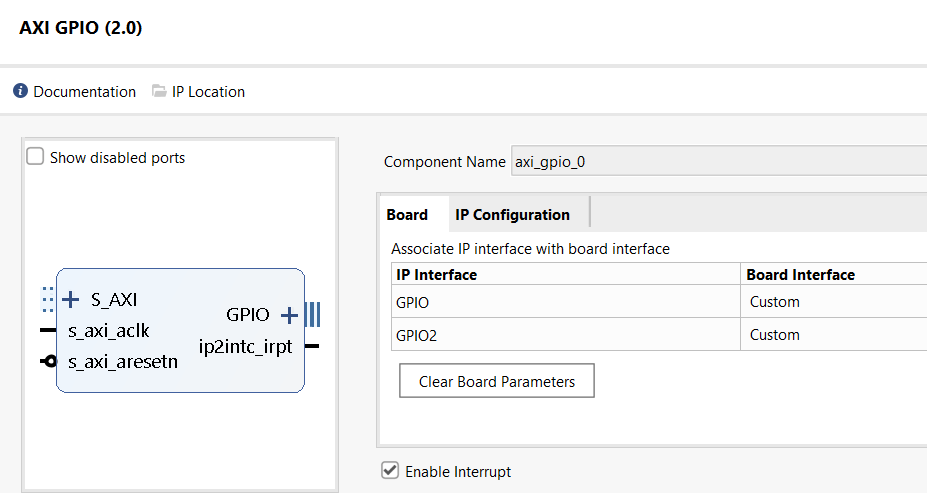 AXI GPIO (2.0)
Documentation IP Location
Show disabled ports
S_AXI
s_axi_aclk
s_axi_aresetn
GPIO
ip2intc_irpt
Component Name axi_gpio_0
Board IP Configuration
Associate IP interface with board interface
IP Interface Board Interface
GPIO Custom
GPIO2 Custom
Clear Board Parameters
Enable Interrupt